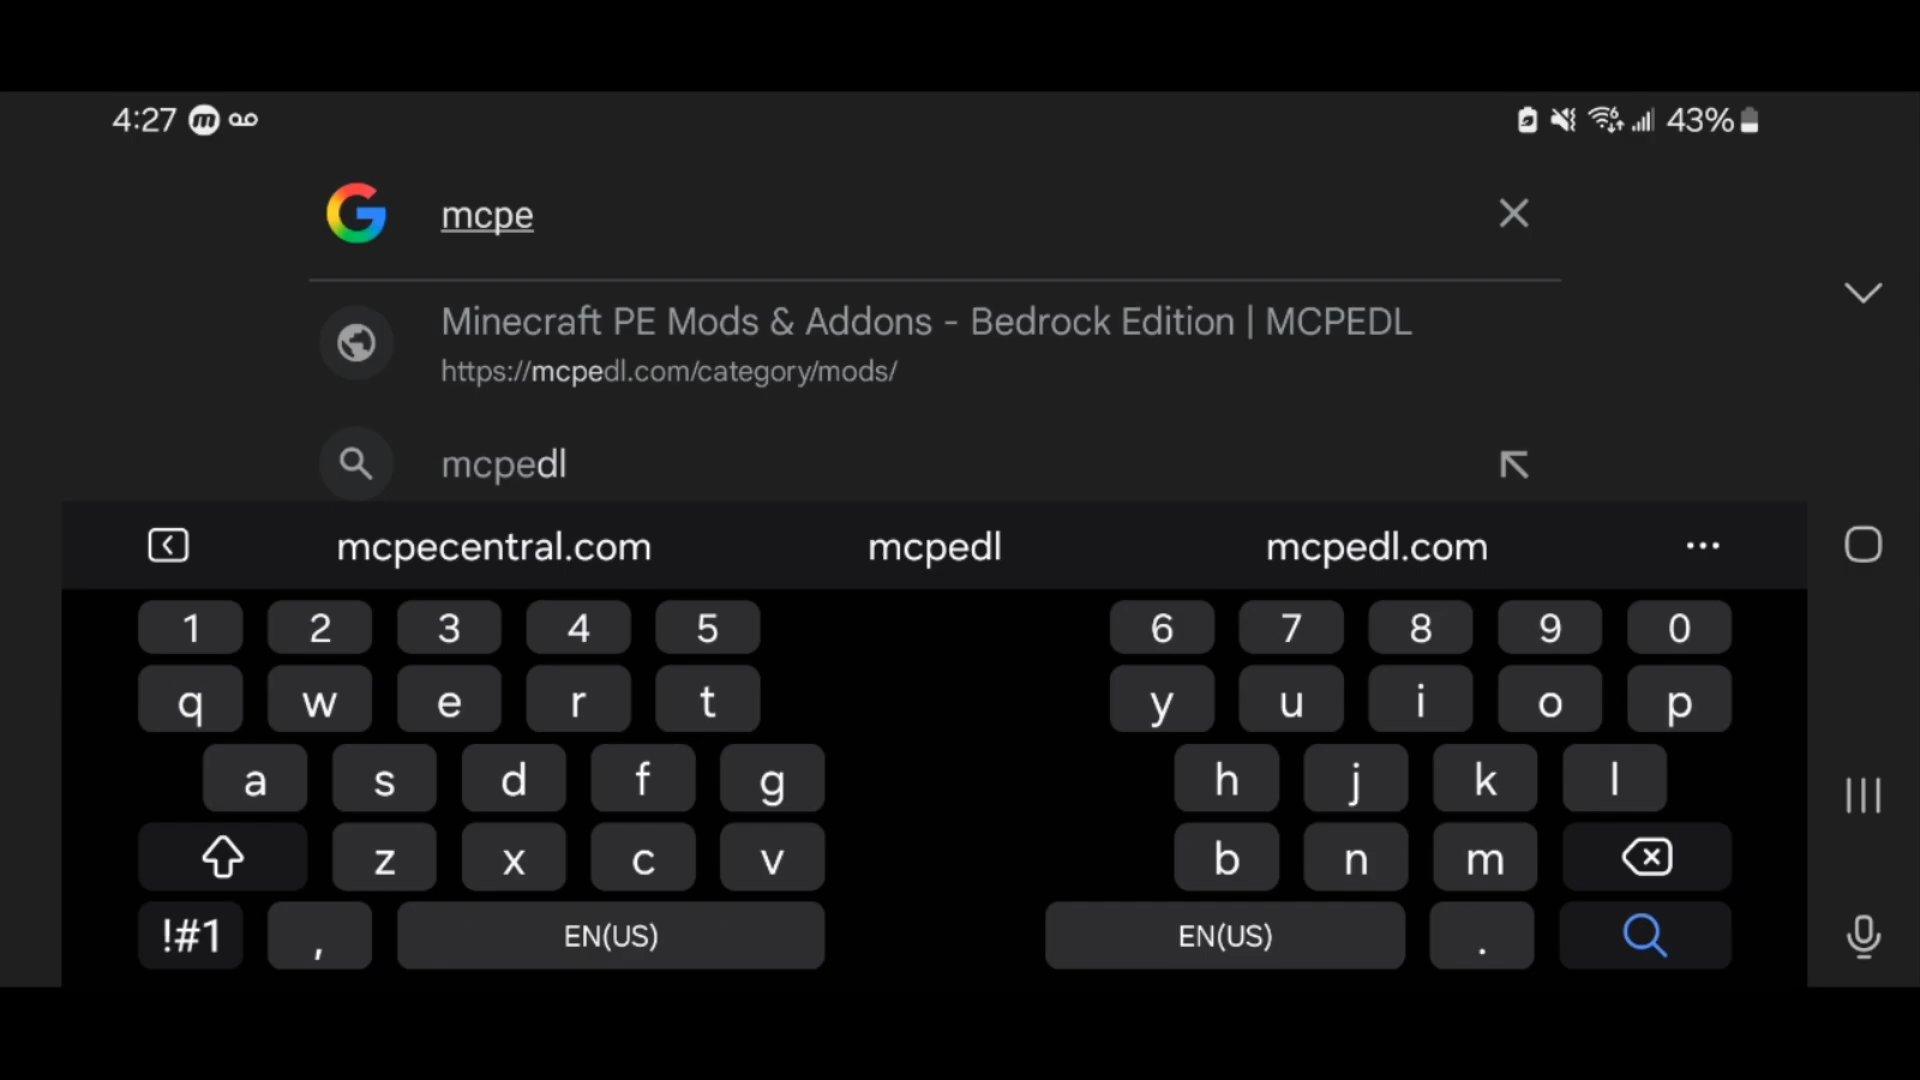 4:27
43%
mcpe
Minecraft PE Mods & Addons - Bedrock Edition | MCPEDL
https://mcpedl.com/category/mods/
mcpedl
mcpecentral.com mcpedl mcpedl.com ...
1 2 3 4 5 6 7 8 9 0
q w e r t y u i o p
a s d f g h j k l
z x c v b n m
!#1 , EN(US) EN(US) .